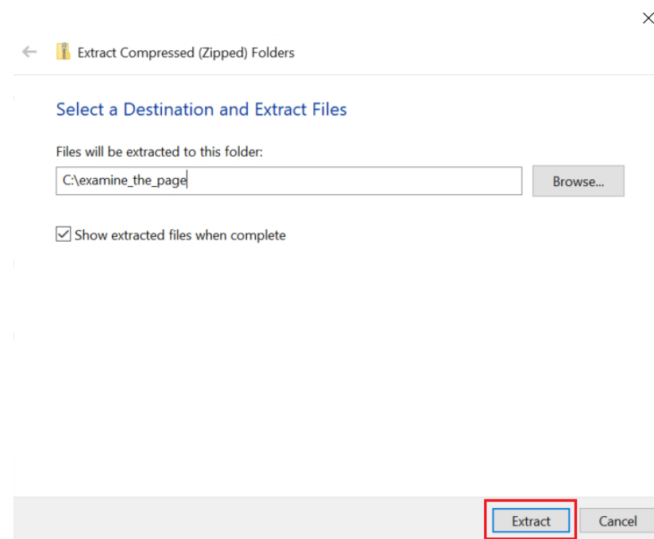 Extract Compressed (Zipped) Folders
Select a Destination and Extract Files
Files will be extracted to this folder:
C:\examine_the_page
Browse...
Show extracted files when complete
Extract
Cancel